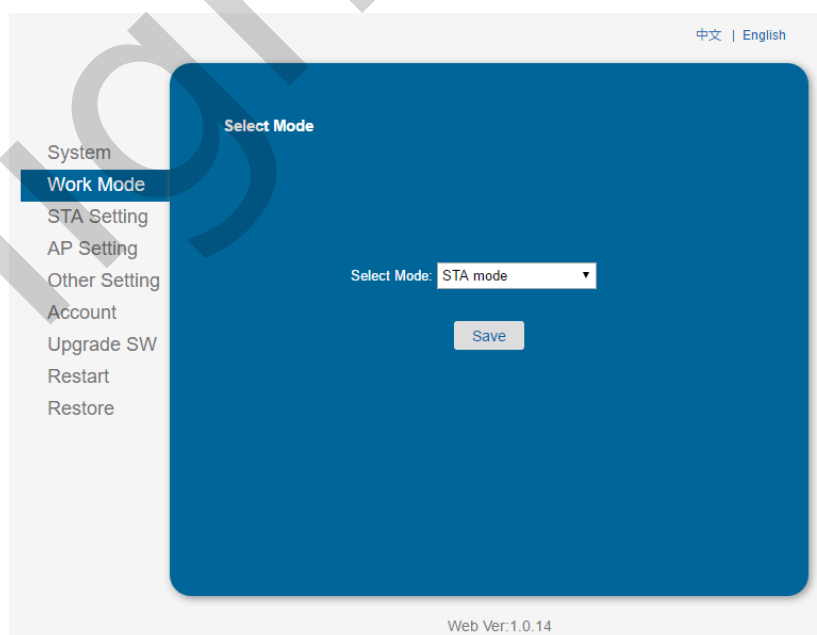 中文 | English
Select Mode
System
Work Mode
STA Setting
AP Setting
Other Setting
Account
Upgrade SW
Restart
Restore
Select Mode: STA mode
Save
Web Ver:1.0.14